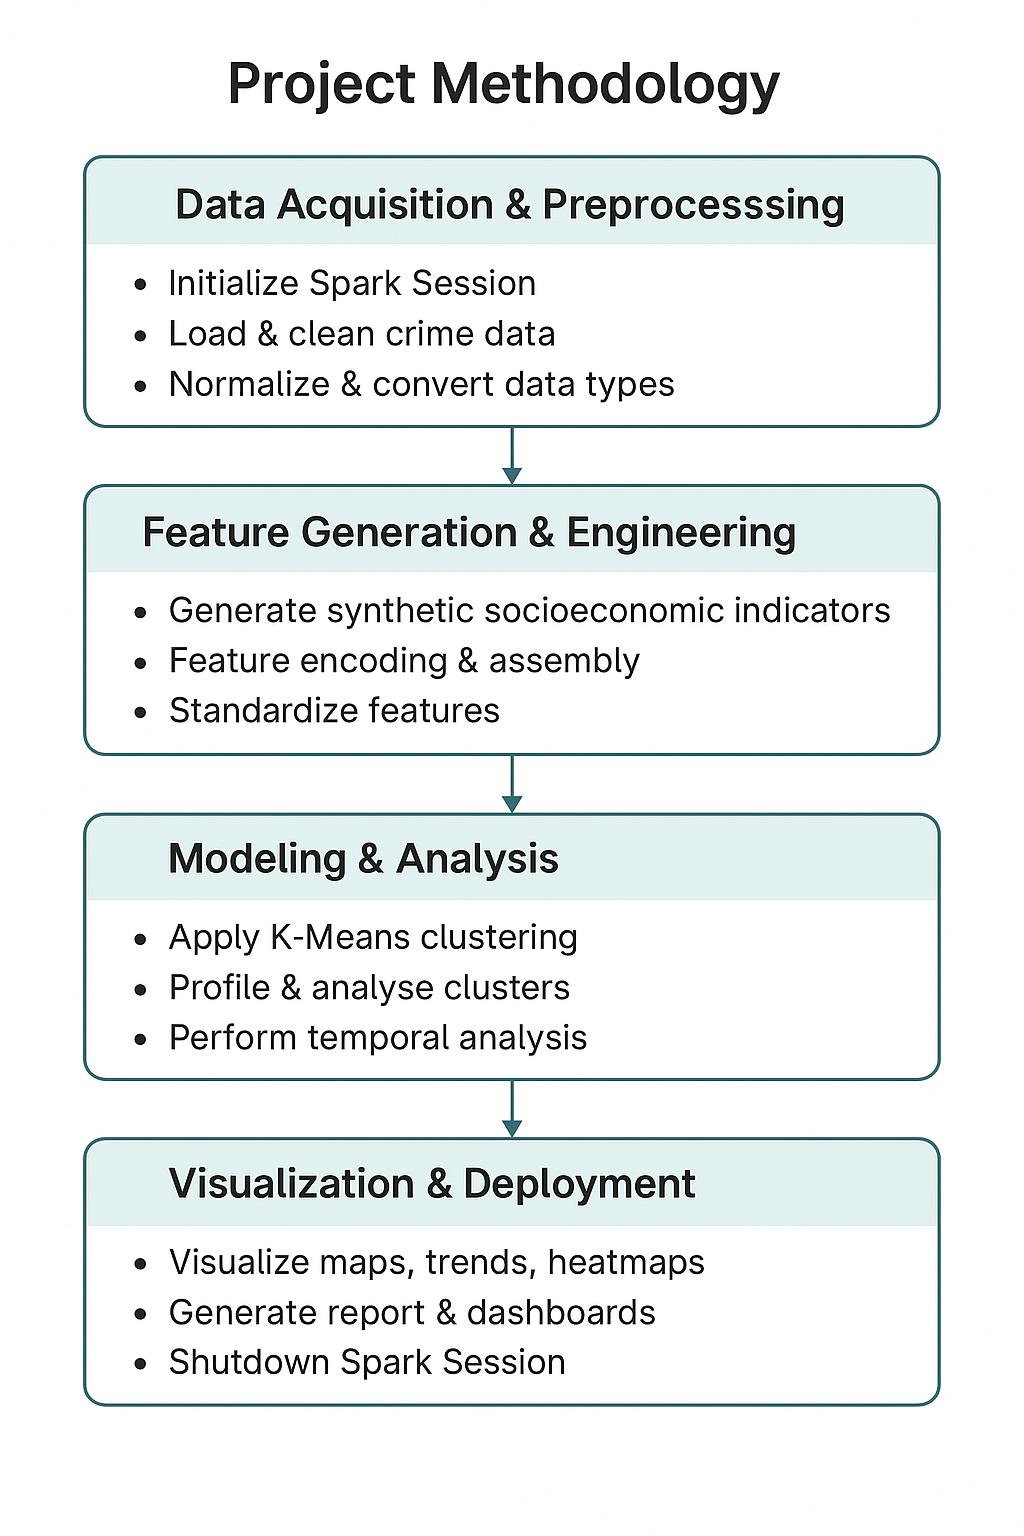 Project Methodology
Data Acquisition & Preprocesssing
• Initialize Spark Session
• Load & clean crime data
• Normalize & convert data types
Feature Generation & Engineering
• Generate synthetic socioeconomic indicators
• Feature encoding & assembly
• Standardize features
Modeling & Analysis
• Apply K-Means clustering
• Profile & analyse clusters
• Perform temporal analysis
Visualization & Deployment
• Visualize maps, trends, heatmaps
• Generate report & dashboards
• Shutdown Spark Session